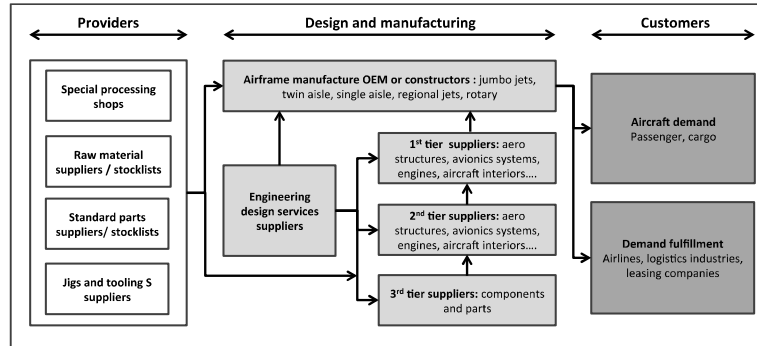 Providers
Design and manufacturing
Customers
Special processing
shops
Raw material
suppliers / stocklists
Standard parts
suppliers/ stocklists
Jigs and tooling S
suppliers
Airframe manufacture OEM or constructors : jumbo jets,
twin aisle, single aisle, regional jets, rotary
Engineering
design services
suppliers
1st tier suppliers: aero
structures, avionics systems,
engines, aircraft interiors....
2nd tier suppliers: aero
structures, avionics systems,
engines, aircraft interiors....
3rd tier suppliers: components
and parts
Aircraft demand
Passenger, cargo
Demand fulfillment
Airlines, logistics industries,
leasing companies